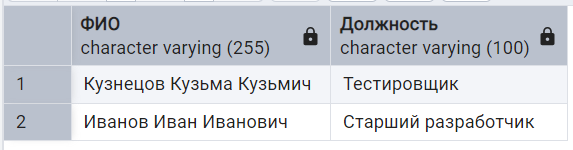 ФИО Должность
character varying (255) character varying (100)
1 Кузнецов Кузьма Кузьмич Тестировщик
2 Иванов Иван Иванович Старший разработчик